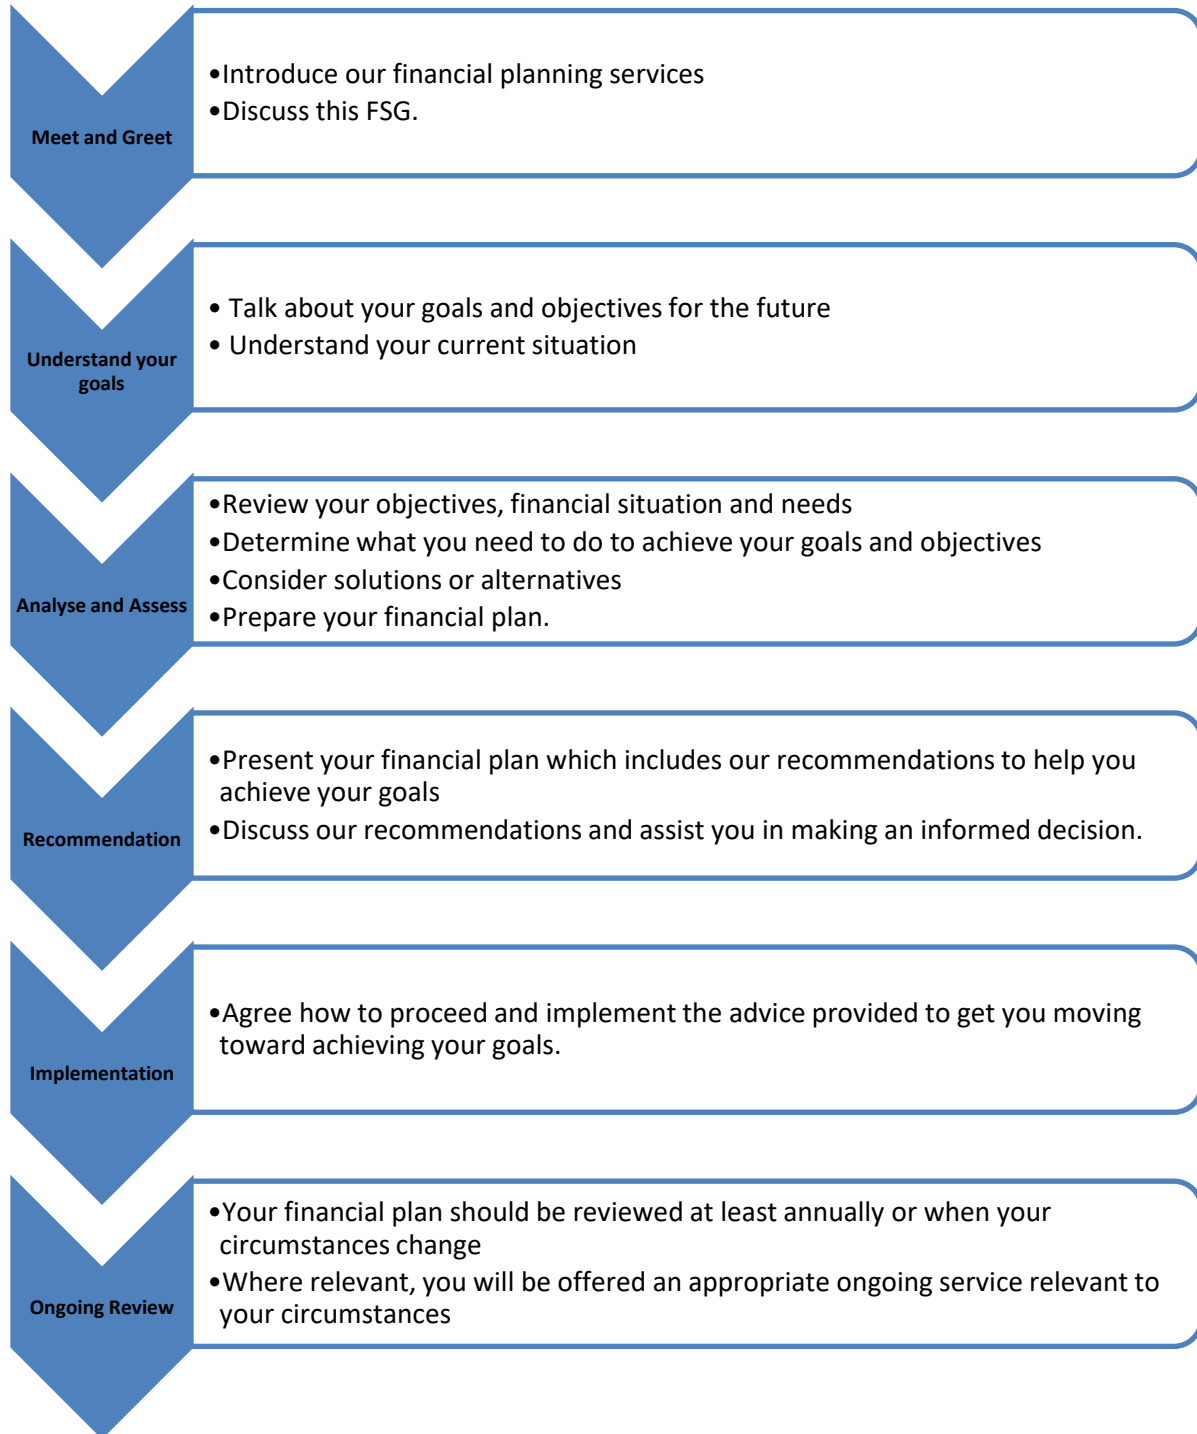 Meet and Greet
•Introduce our financial planning services
•Discuss this FSG.
Understand your
goals
• Talk about your goals and objectives for the future
• Understand your current situation
Analyse and Assess
•Review your objectives, financial situation and needs
•Determine what you need to do to achieve your goals and objectives
•Consider solutions or alternatives
•Prepare your financial plan.
Recommendation
•Present your financial plan which includes our recommendations to help you
achieve your goals
•Discuss our recommendations and assist you in making an informed decision.
Implementation
•Agree how to proceed and implement the advice provided to get you moving
toward achieving your goals.
Ongoing Review
•Your financial plan should be reviewed at least annually or when your
circumstances change
•Where relevant, you will be offered an appropriate ongoing service relevant to
your circumstances